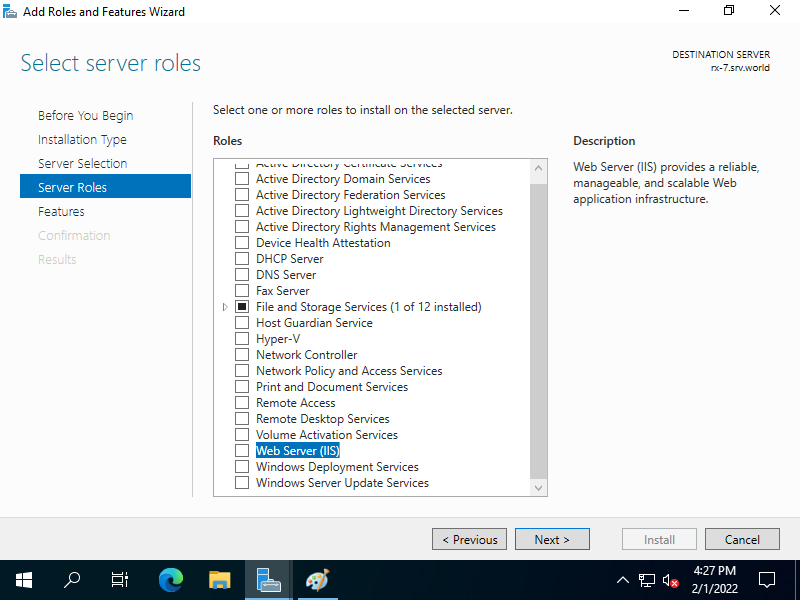 Add Roles and Features Wizard
Select server roles
DESTINATION SERVER
rx-7.srv.world
Before You Begin
Installation Type
Server Selection
Server Roles
Features
Confirmation
Results
Select one or more roles to install on the selected server.
Roles
Active Directory Certificate Services
Active Directory Domain Services
Active Directory Federation Services
Active Directory Lightweight Directory Services
Active Directory Rights Management Services
Device Health Attestation
DHCP Server
DNS Server
Fax Server
File and Storage Services (1 of 12 installed)
Host Guardian Service
Hyper-V
Network Controller
Network Policy and Access Services
Print and Document Services
Remote Access
Remote Desktop Services
Volume Activation Services
Web Server (IIS)
Windows Deployment Services
Windows Server Update Services
Description
Web Server (IIS) provides a reliable,
manageable, and scalable Web
application infrastructure.
< Previous
Next >
Install
Cancel
4:27 PM
2/1/2022